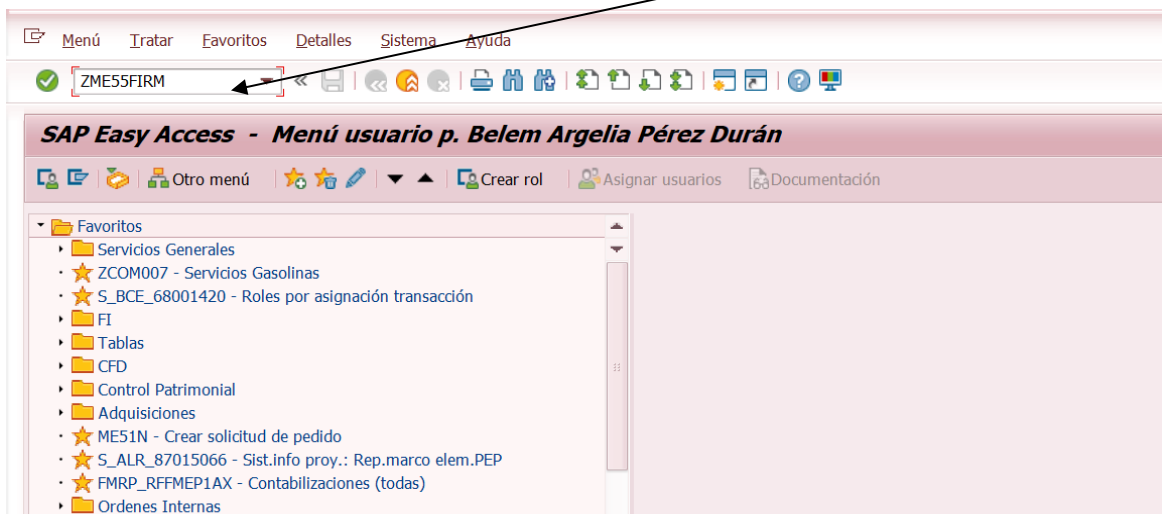 Menú Tratar Favoritos Detalles Sistema Ayuda
ZME55FIRM
SAP Easy Access - Menú usuario p. Belem Argelia Pérez Durán
Otro menú Crear rol Asignar usuarios Documentación
Favoritos
Servicios Generales
ZCOM007 - Servicios Gasolinas
S_BCE_68001420 - Roles por asignación transacción
FI
Tablas
CFD
Control Patrimonial
Adquisiciones
ME51N - Crear solicitud de pedido
S_ALR_87015066 - Sist.info proy.: Rep.marco elem.PEP
FMRP_RFFMEP1AX - Contabilizaciones (todas)
Ordenes Internas